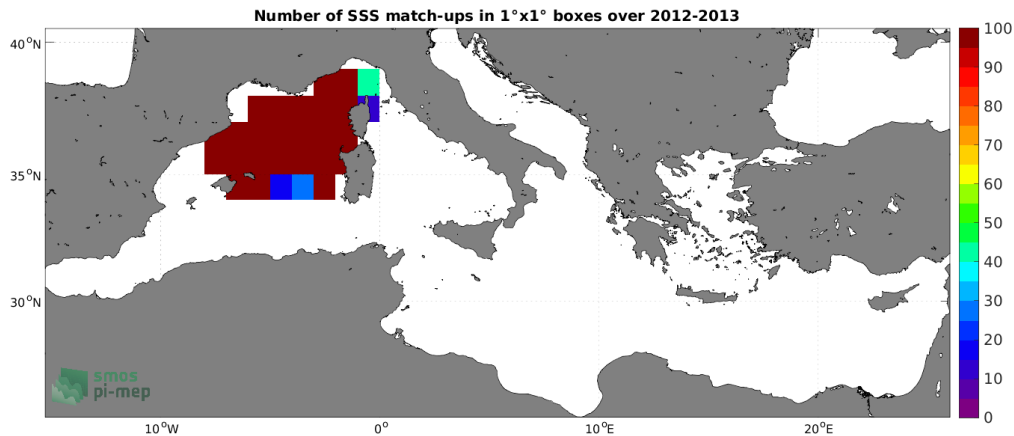 Number of SSS match-ups in 1°x1° boxes over 2012-2013
40°N
35°N
30°N
10°W
0°
10°E
20°E
100
90
80
70
60
50
40
30
20
10
0
smos
pi-mep